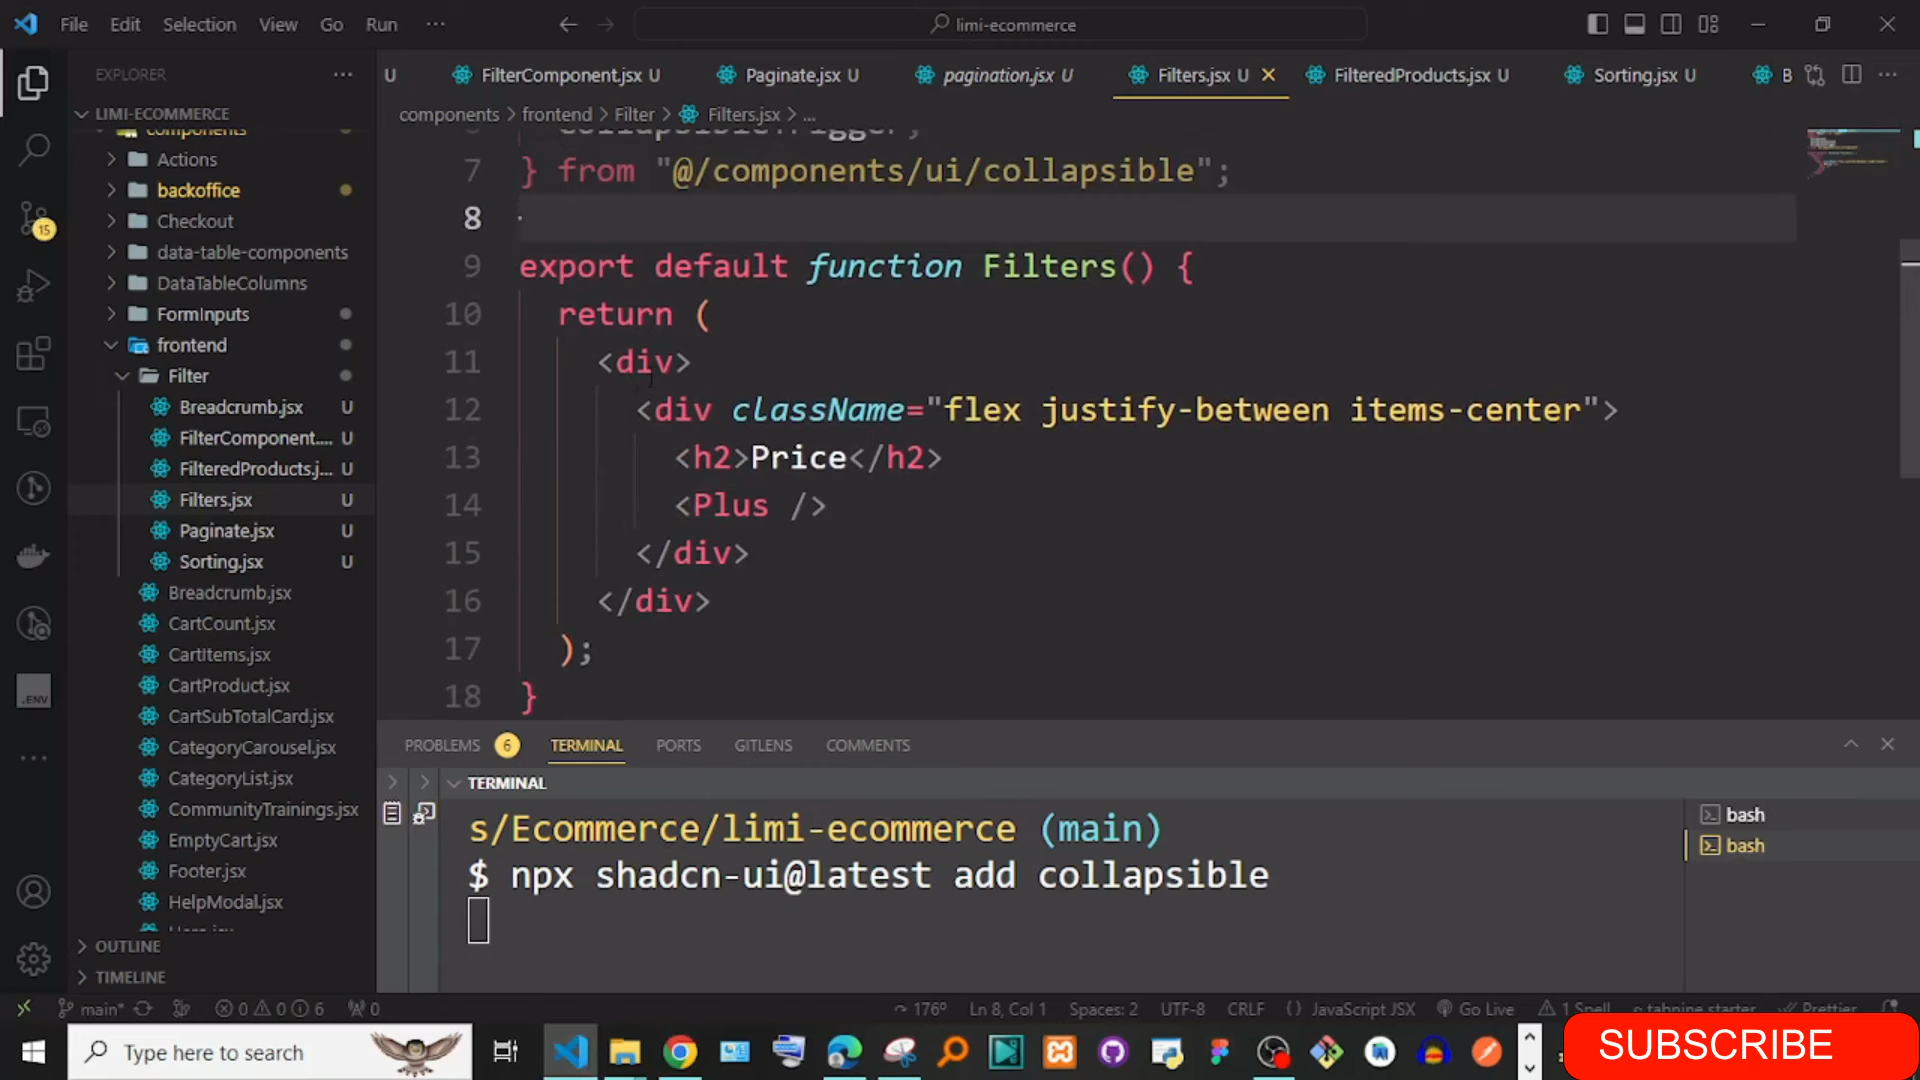 File Edit Selection View Go Run ···
limi-ecommerce
EXPLORER ···
U FilterComponent.jsx U Paginate.jsx U pagination.jsx U Filters.jsx U FilteredProducts.jsx U Sorting.jsx U B
LIMI-ECOMMERCE
components
components > frontend > Filter > Filters.jsx > ...
Actions
backoffice
Checkout
data-table-components
DataTableColumns
FormInputs
frontend
Filter
Breadcrumb.jsx U
FilterComponent.... U
FilteredProducts.j... U
Filters.jsx U
Paginate.jsx U
Sorting.jsx U
Breadcrumb.jsx
CartCount.jsx
CartItems.jsx
CartProduct.jsx
CartSubTotalCard.jsx
CategoryCarousel.jsx
CategoryList.jsx
CommunityTrainings.jsx
EmptyCart.jsx
Footer.jsx
HelpModal.jsx
OUTLINE
TIMELINE
15
.ENV
CollapsibleTrigger,
7 } from "@/components/ui/collapsible";
8
9 export default function Filters() {
10 return (
11 <div>
12 <div className="flex justify-between items-center">
13 <h2>Price</h2>
14 <Plus />
15 </div>
16 </div>
17 );
18 }
PROBLEMS 6 TERMINAL PORTS GITLENS COMMENTS
TERMINAL
s/Ecommerce/limi-ecommerce (main)
$ npx shadcn-ui@latest add collapsible
bash
bash
main* 0 0 6 0 176° Ln 8, Col 1 Spaces: 2 UTF-8 CRLF {} JavaScript JSX Go Live 1 Spell tabnine starter Prettier
Type here to search
SUBSCRIBE